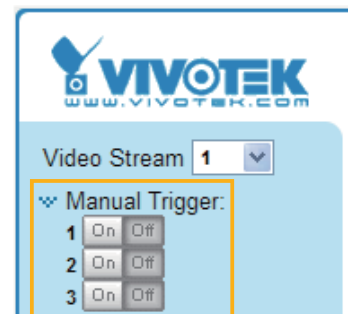 VIVOTEK
www.vivotek.com
Video Stream 1
Manual Trigger:
1 On Off
2 On Off
3 On Off